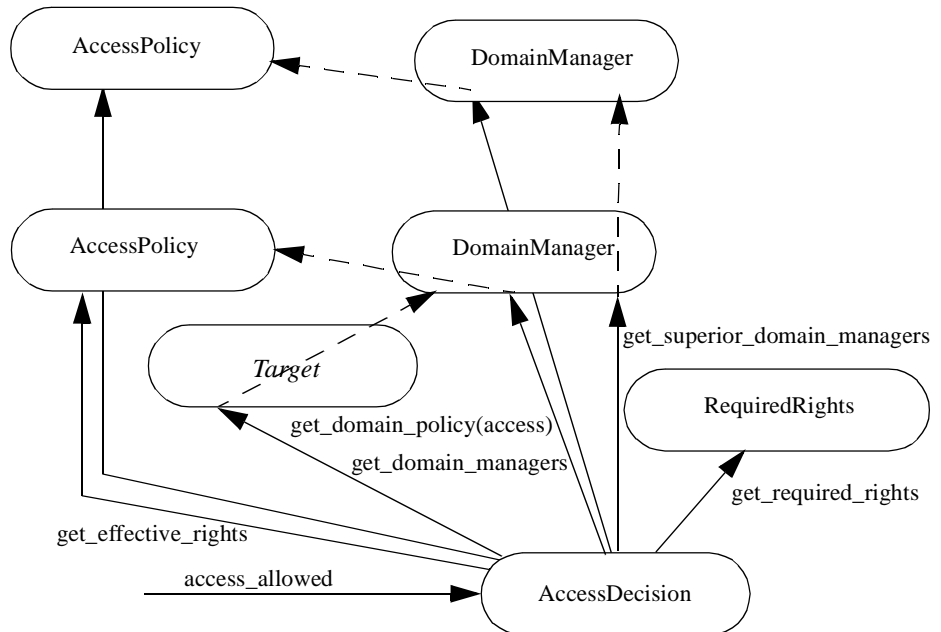 AccessPolicy
DomainManager
AccessPolicy
DomainManager
get_superior_domain_managers
Target
RequiredRights
get_domain_policy(access)
get_domain_managers
get_required_rights
get_effective_rights
access_allowed
AccessDecision